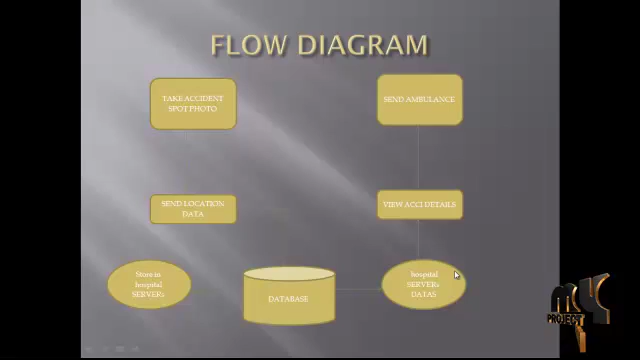 FLOW DIAGRAM
TAKE ACCIDENT
SPOT PHOTO
SEND AMBULANCE
SEND LOCATION
DATA
VIEW ACCI DETAILS
Store in
hospital
SERVERs
DATABASE
hospital
SERVERs
DATAS
PROJECT